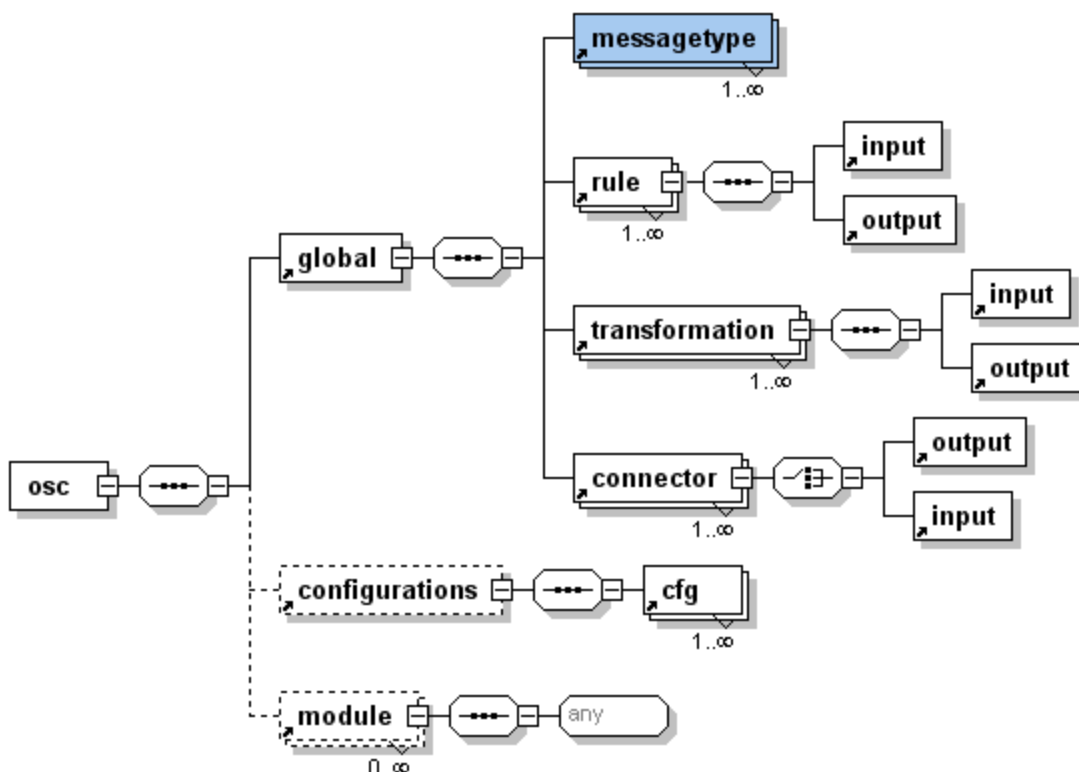 messagetype
1..∞
rule
1..∞
input
output
global
transformation
1..∞
input
output
osc
connector
1..∞
output
input
configurations
cfg
1..∞
module
0..∞
any